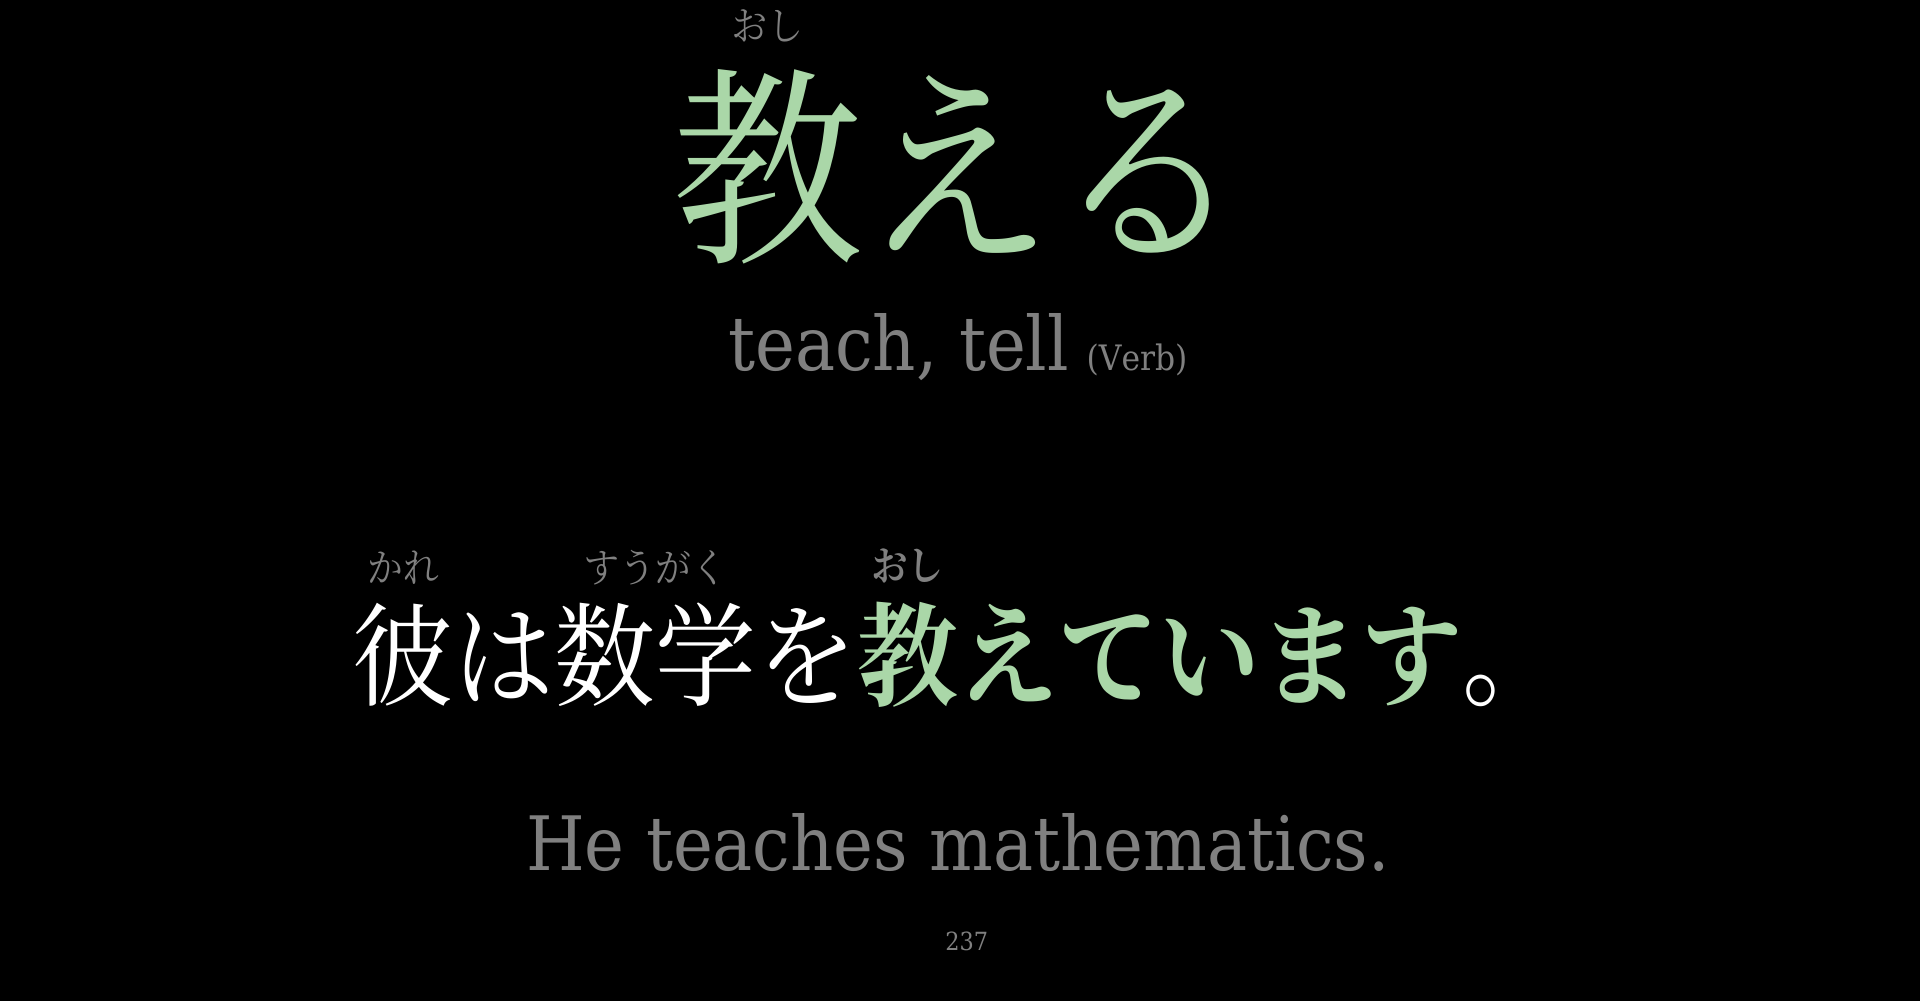 おし
教える
teach, tell (Verb)
かれ すうがく おし
彼は数学を教えています。
He teaches mathematics.
237